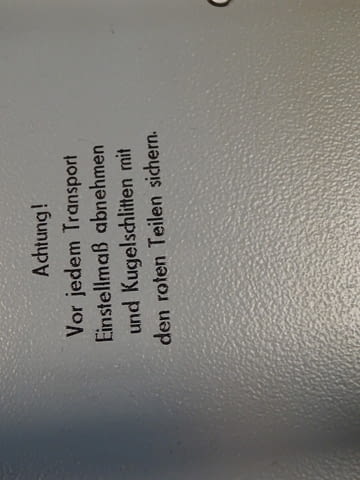 Achtung!
Vor jedem Transport
Einstellmaß abnehmen
und Kugelschlitten mit
den roten Teilen sichern.